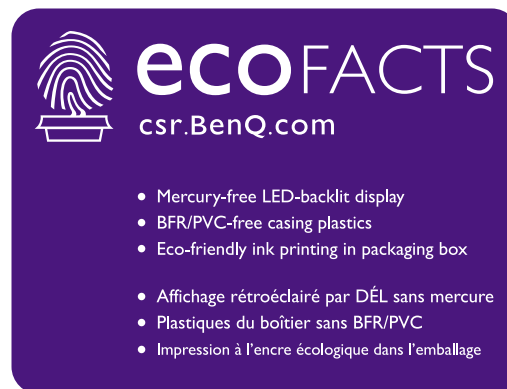 ecoFACTS
csr.BenQ.com
• Mercury-free LED-backlit display
• BFR/PVC-free casing plastics
• Eco-friendly ink printing in packaging box
• Affichage rétroéclairé par DÉL sans mercure
• Plastiques du boîtier sans BFR/PVC
• Impression à l'encre écologique dans l'emballage